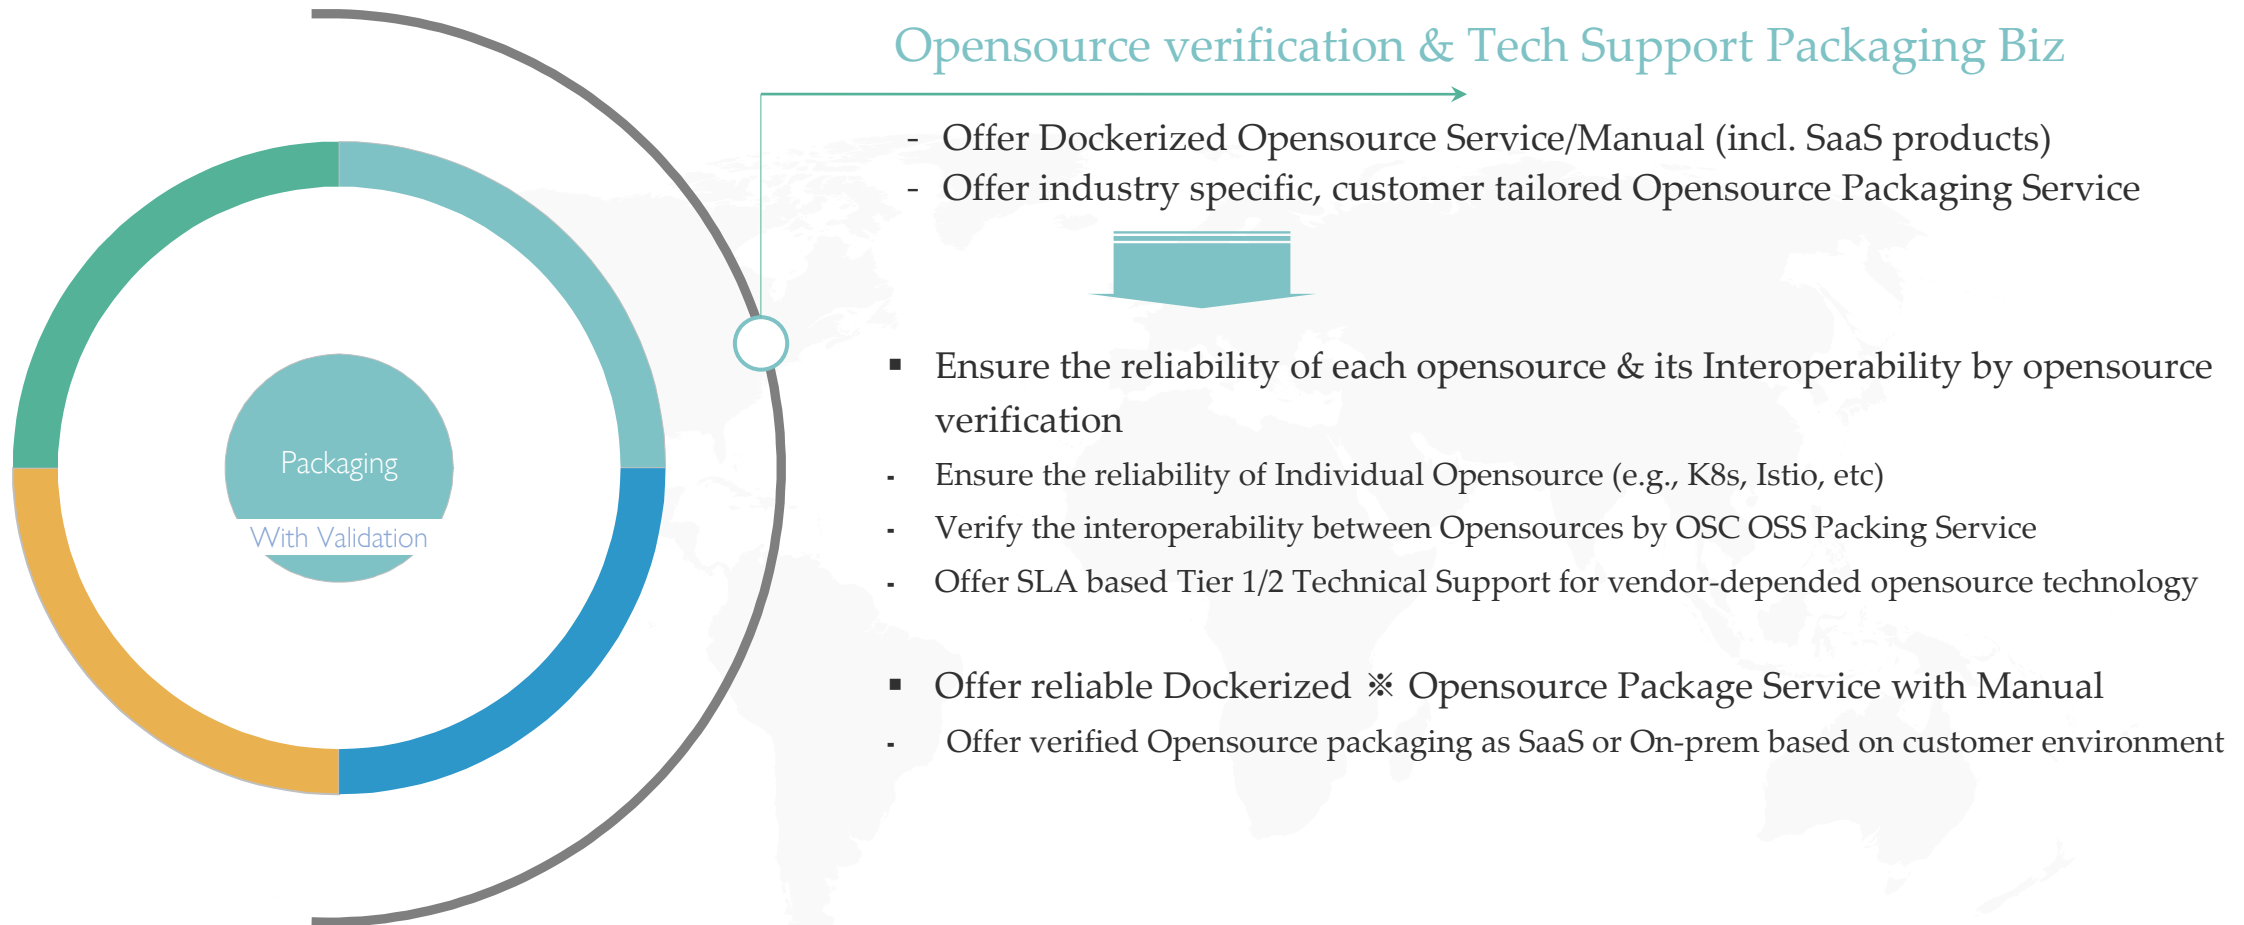 Opensource verification & Tech Support Packaging Biz
- Offer Dockerized Opensource Service/Manual (incl. SaaS products)
- Offer industry specific, customer tailored Opensource Packaging Service
Packaging
With Validation
▪ Ensure the reliability of each opensource & its Interoperability by opensource
verification
- Ensure the reliability of Individual Opensource (e.g., K8s, Istio, etc)
- Verify the interoperability between Opensources by OSC OSS Packing Service
- Offer SLA based Tier 1/2 Technical Support for vendor-depended opensource technology
▪ Offer reliable Dockerized ※ Opensource Package Service with Manual
- Offer verified Opensource packaging as SaaS or On-prem based on customer environment